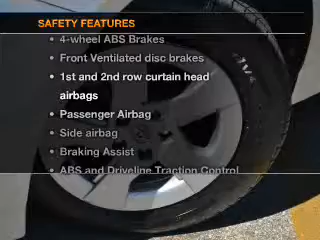 SAFETY FEATURES
• 4-wheel ABS Brakes
• Front Ventilated disc brakes
• 1st and 2nd row curtain head
airbags
• Passenger Airbag
• Side airbag
• Braking Assist
• ABS and Driveline Traction Control